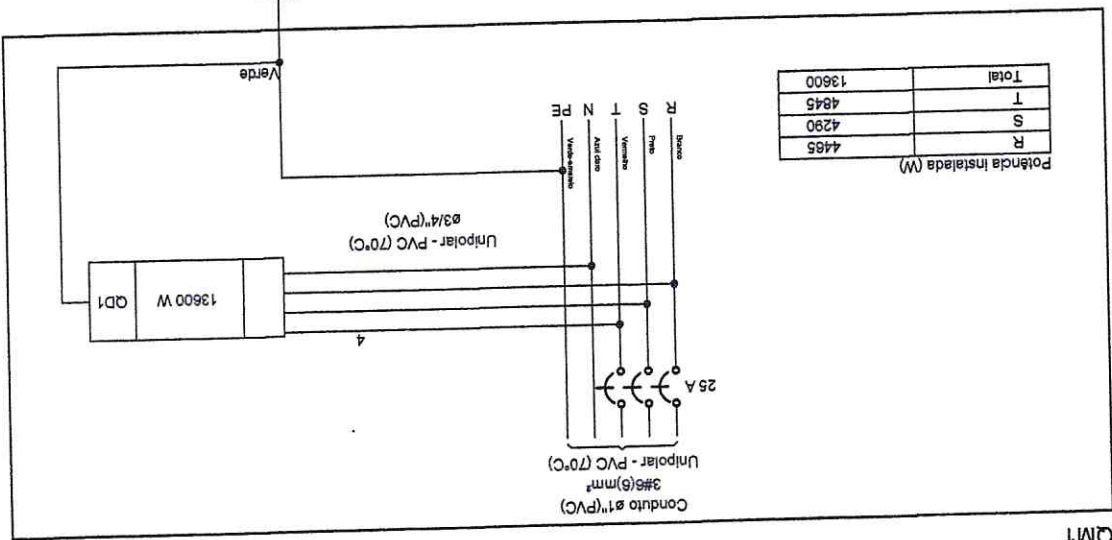 QM1
Conduto ø1"(PVC)
3#6(6)mm²
Unipolar - PVC (70°C)
25 A
4
QD1
13600 W
Unipolar - PVC (70°C)
ø3/4"(PVC)
Branco
Preto
Vermelho
Azul claro
Verde-amarelo
R S T N PE
Verde
Potência instalada (W)
R 4465
S 4290
T 4845
Total 13600